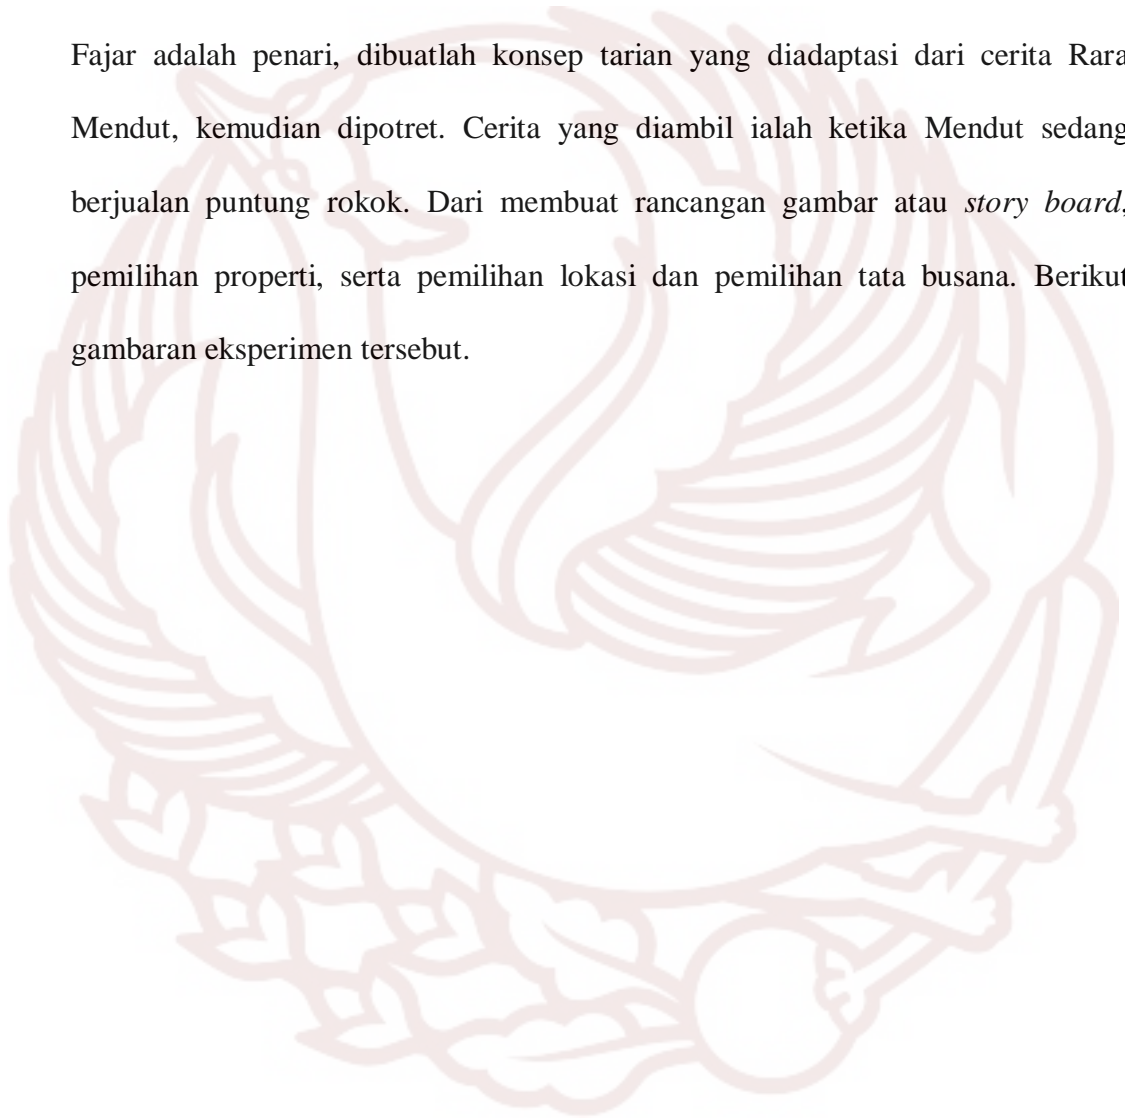 Fajar adalah penari, dibuatlah konsep tarian yang diadaptasi dari cerita Rara
Mendut, kemudian dipotret. Cerita yang diambil ialah ketika Mendut sedang
berjualan puntung rokok. Dari membuat rancangan gambar atau story board,
pemilihan properti, serta pemilihan lokasi dan pemilihan tata busana. Berikut
gambaran eksperimen tersebut.